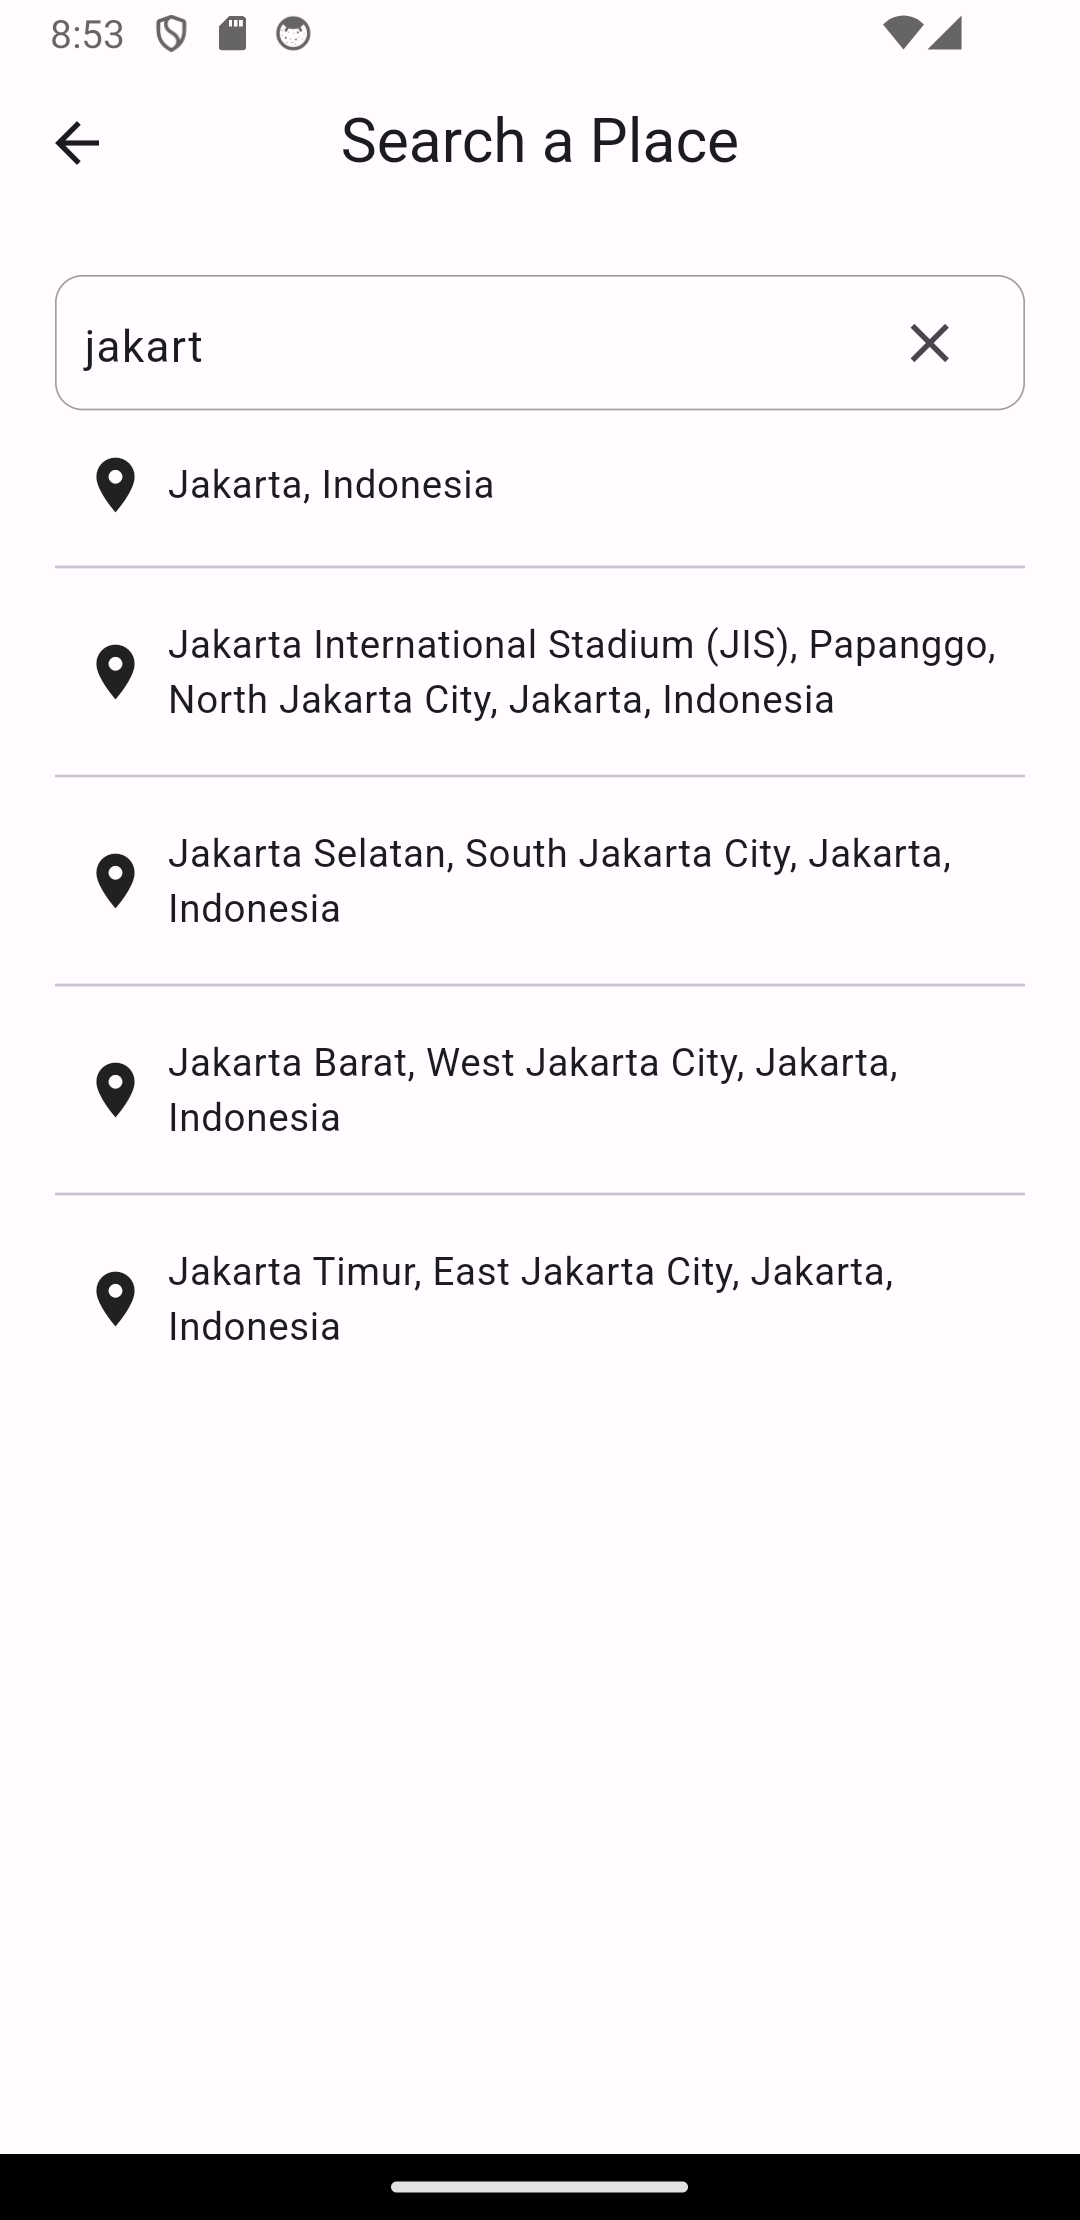 8:53
Search a Place
jakart
Jakarta, Indonesia
Jakarta International Stadium (JIS), Papanggo,
North Jakarta City, Jakarta, Indonesia
Jakarta Selatan, South Jakarta City, Jakarta,
Indonesia
Jakarta Barat, West Jakarta City, Jakarta,
Indonesia
Jakarta Timur, East Jakarta City, Jakarta,
Indonesia